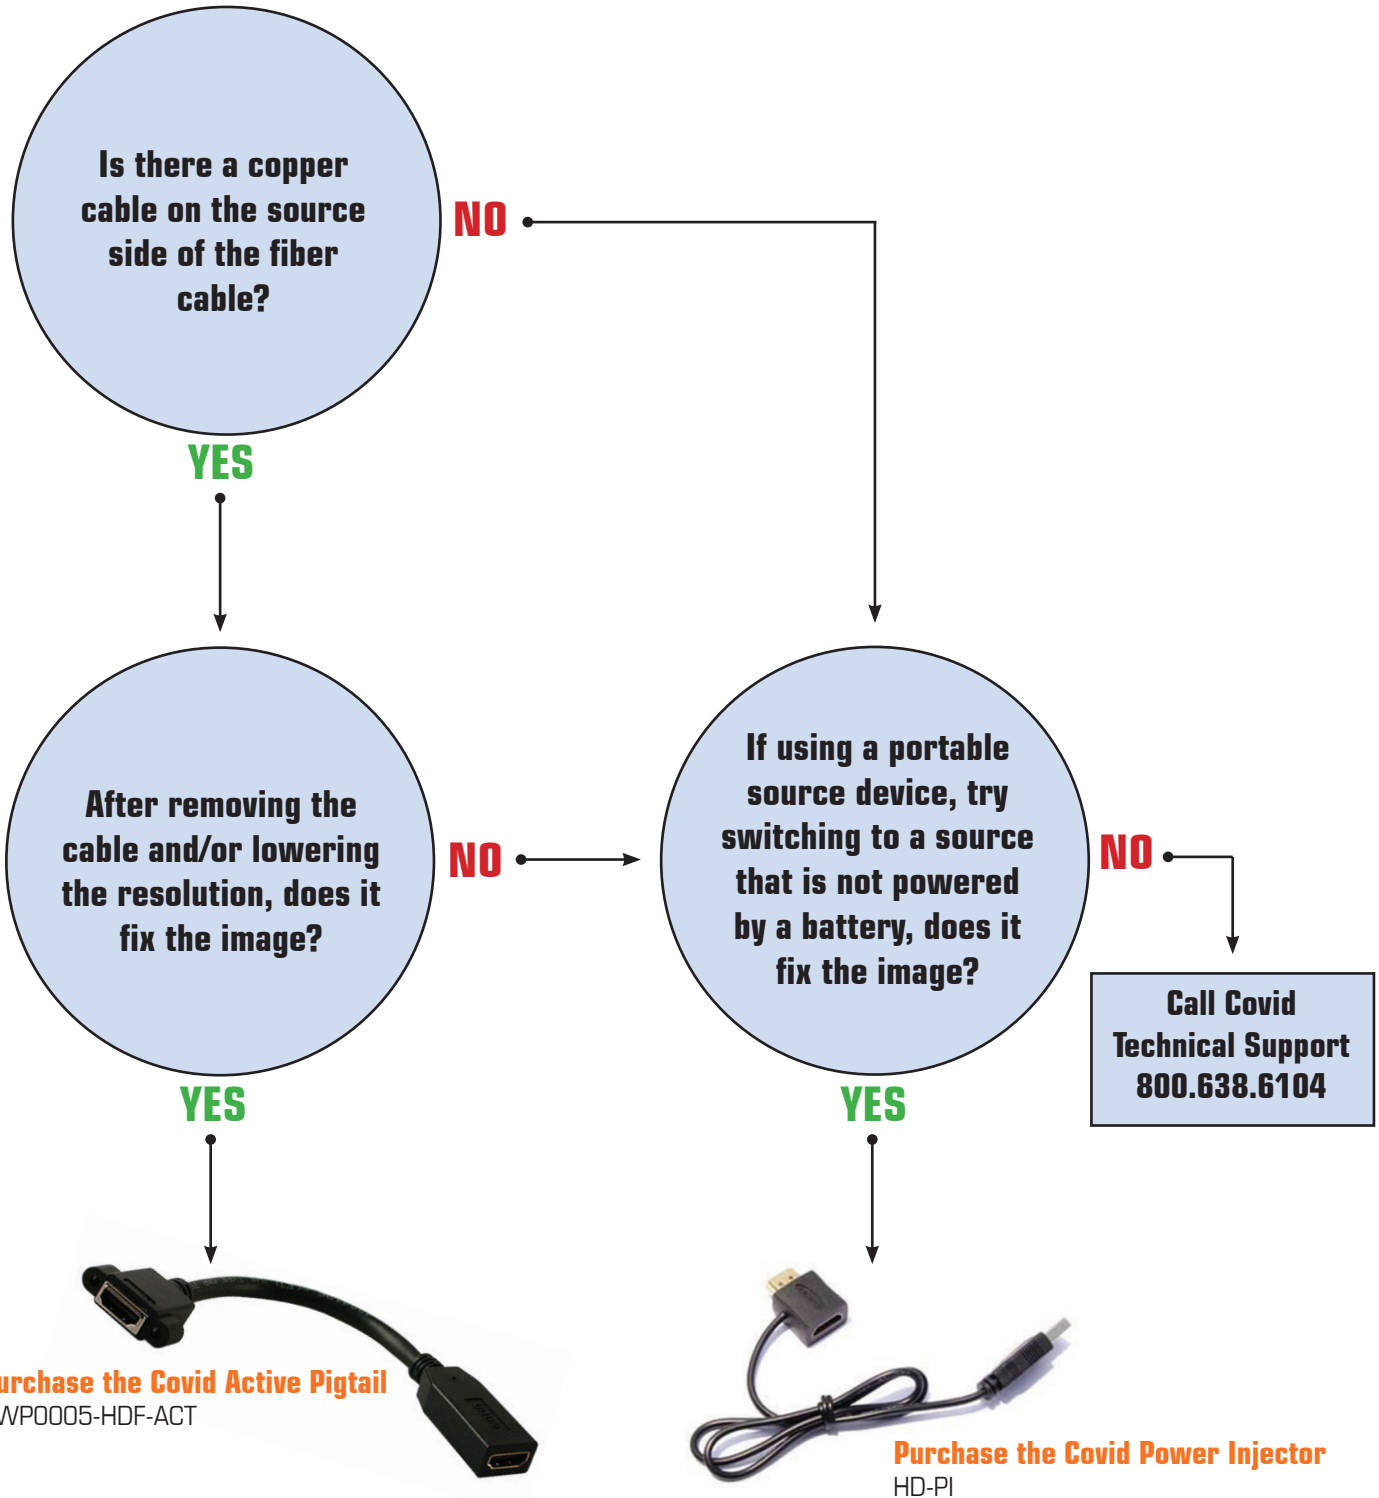 Is there a copper
cable on the source
side of the fiber
cable?
NO
YES
After removing the
cable and/or lowering
the resolution, does it
fix the image?
NO
If using a portable
source device, try
switching to a source
that is not powered
by a battery, does it
fix the image?
NO
Call Covid
Technical Support
800.638.6104
YES
YES
urchase the Covid Active Pigtail
WP0005-HDF-ACT
Purchase the Covid Power Injector
HD-PI